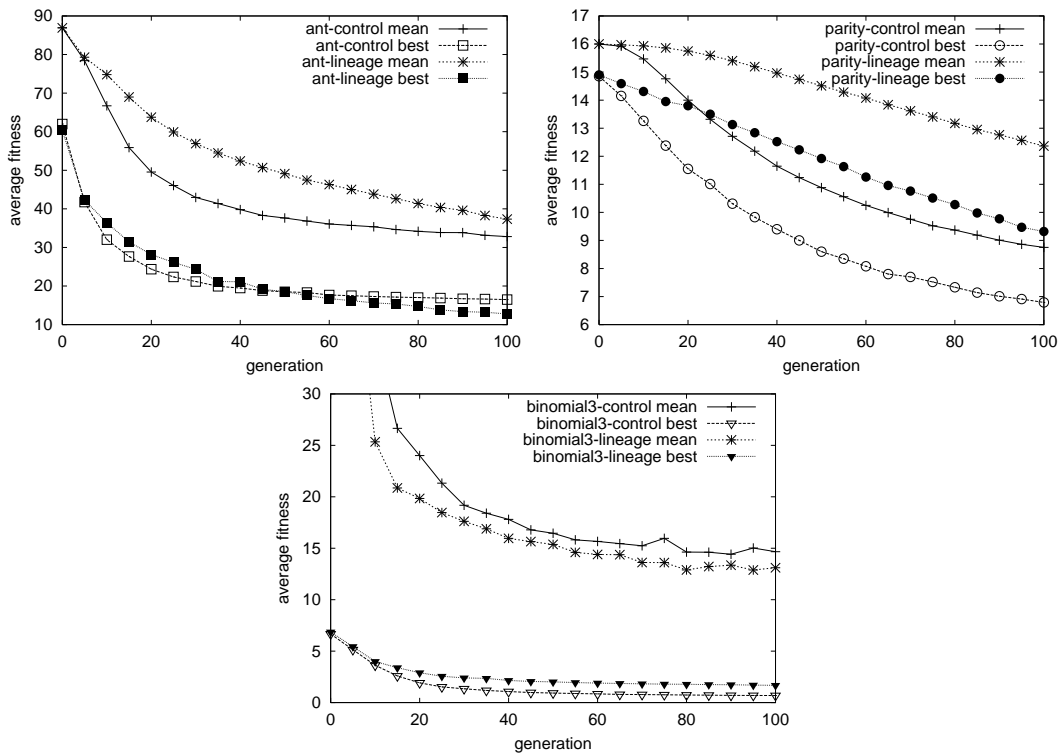 ant-control mean
ant-control best
ant-lineage mean
ant-lineage best
average fitness
90
80
70
60
50
40
30
20
10
0 20 40 60 80 100
generation
parity-control mean
parity-control best
parity-lineage mean
parity-lineage best
average fitness
17
16
15
14
13
12
11
10
9
8
7
6
0 20 40 60 80 100
generation
binomial3-control mean
binomial3-control best
binomial3-lineage mean
binomial3-lineage best
average fitness
30
25
20
15
10
5
0
0 20 40 60 80 100
generation